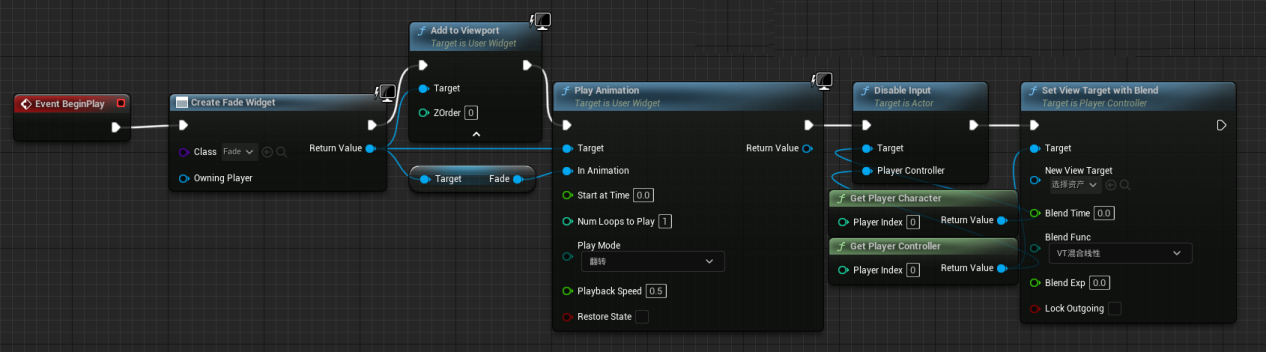 Event BeginPlay
Create Fade Widget
Class
Fade
Return Value
Owning Player
Add to Viewport
Target is User Widget
Target
ZOrder
0
Target
Fade
Play Animation
Target is User Widget
Target
Return Value
In Animation
Start at Time
0.0
Num Loops to Play
1
Play Mode
翻转
Playback Speed
0.5
Restore State
Disable Input
Target is Actor
Target
Player Controller
Get Player Character
Player Index
0
Return Value
Get Player Controller
Player Index
0
Return Value
Set View Target with Blend
Target is Player Controller
Target
New View Target
选择资产
Blend Time
0.0
Blend Func
VT混合线性
Blend Exp
0.0
Lock Outgoing